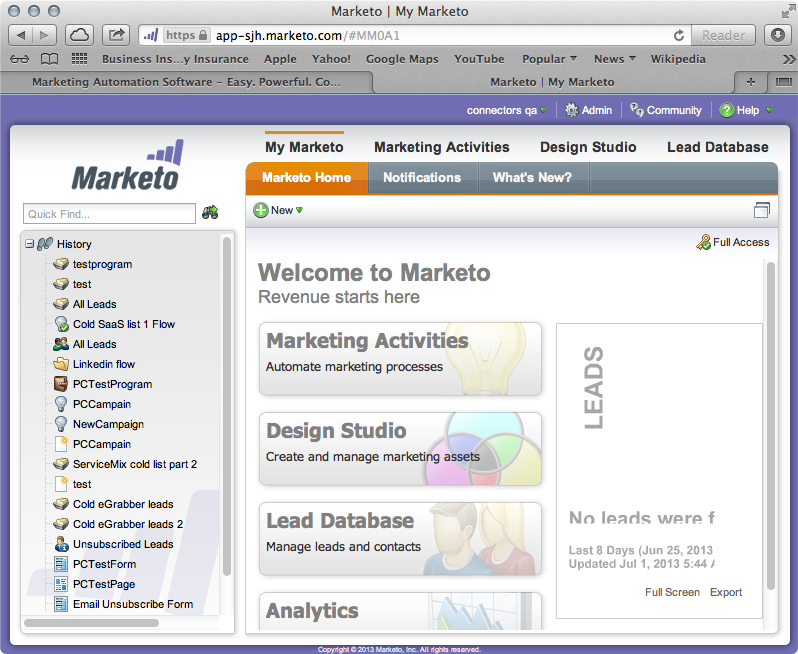 Marketo | My Marketo
https app-sjh.marketo.com/#MM0A1 Reader
Business Ins...y Insurance Apple Yahoo! Google Maps YouTube Popular News Wikipedia
Marketing Automation Software – Easy. Powerful. Co... Marketo | My Marketo
connectors qa Admin Community Help
Marketo
My Marketo Marketing Activities Design Studio Lead Database
Marketo Home Notifications What's New?
Quick Find...
New
Full Access
History
testprogram
test
All Leads
Cold SaaS list 1 Flow
All Leads
Linkedin flow
PCTestProgram
PCCampain
NewCampaign
PCCampain
ServiceMix cold list part 2
test
Cold eGrabber leads
Cold eGrabber leads 2
Unsubscribed Leads
PCTestForm
PCTestPage
Email Unsubscribe Form
Welcome to Marketo
Revenue starts here
Marketing Activities
Automate marketing processes
Design Studio
Create and manage marketing assets
Lead Database
Manage leads and contacts
Analytics
LEADS
No leads were f
Last 8 Days (Jun 25, 2013
Updated Jul 1, 2013 5:44
Full Screen Export
Copyright © 2013 Marketo, Inc. All rights reserved.